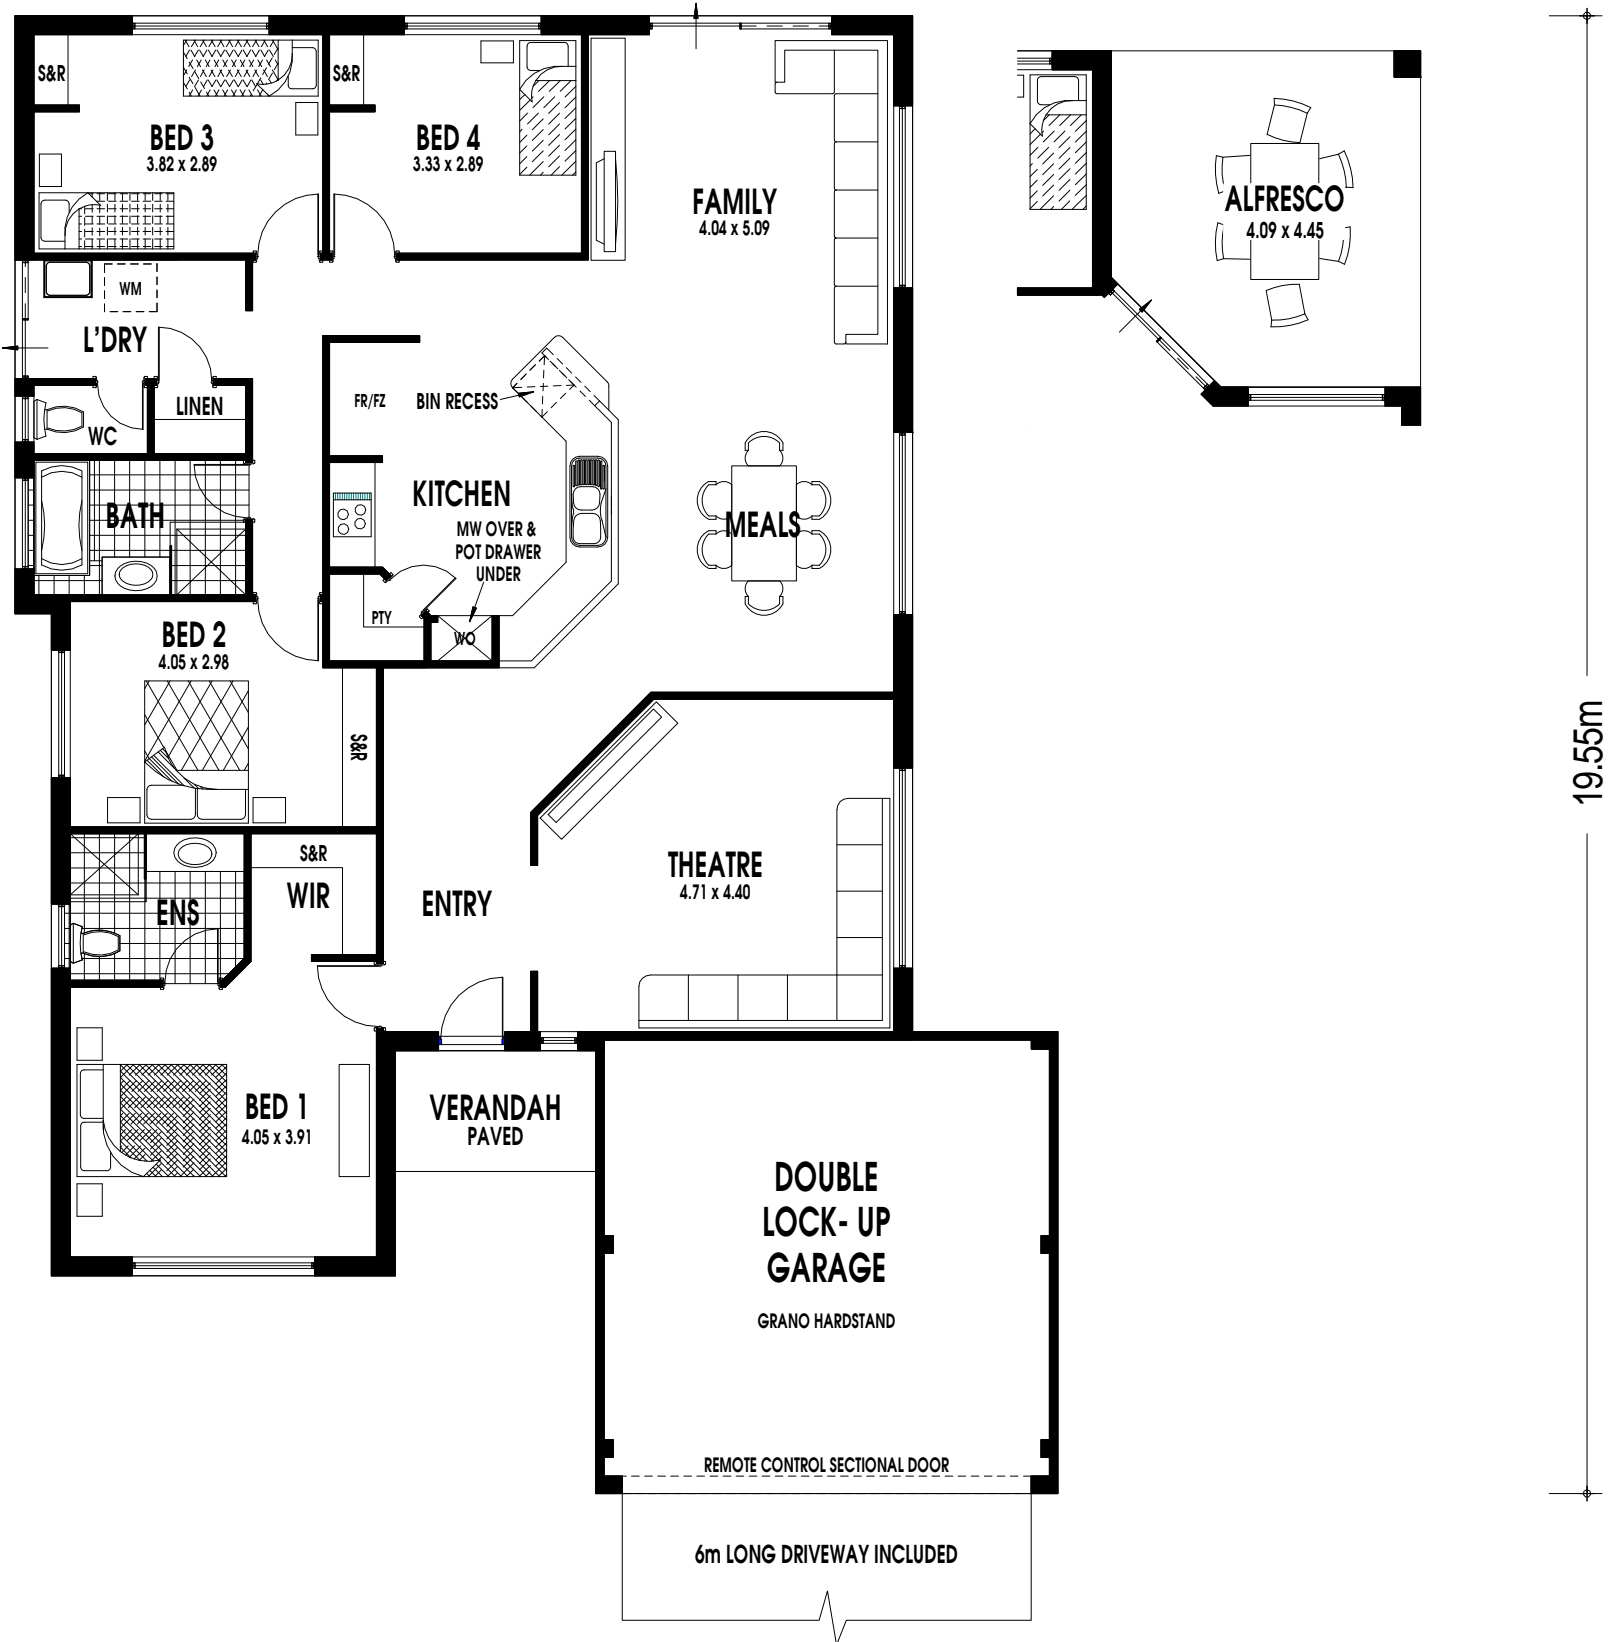 S&R
BED 3
3.82 x 2.89
S&R
BED 4
3.33 x 2.89
FAMILY
4.04 x 5.09
ALFRESCO
4.09 x 4.45
WM
L'DRY
LINEN
WC
FR/FZ
BIN RECESS
BATH
KITCHEN
MW OVER &
POT DRAWER
UNDER
MEALS
PTY
WO
BED 2
4.05 x 2.98
S&R
19.55m
S&R
WIR
ENS
ENTRY
THEATRE
4.71 x 4.40
BED 1
4.05 x 3.91
VERANDAH
PAVED
DOUBLE
LOCK- UP
GARAGE
GRANO HARDSTAND
REMOTE CONTROL SECTIONAL DOOR
6m LONG DRIVEWAY INCLUDED